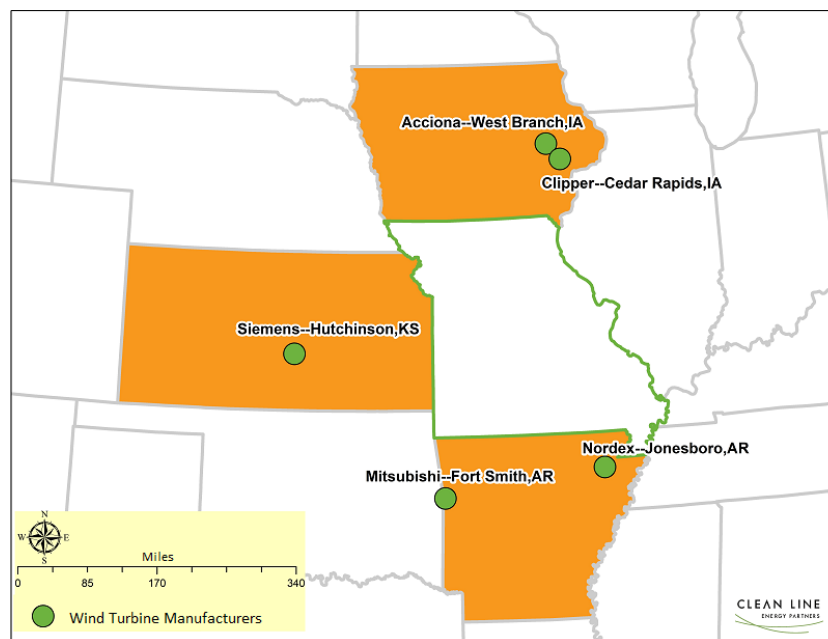 Acciona--West Branch,IA
Clipper--Cedar Rapids,IA
Siemens--Hutchinson,KS
Nordex--Jonesboro,AR
Mitsubishi--Fort Smith,AR
N
W E
S
Miles
0 85 170 340
Wind Turbine Manufacturers
CLEAN LINE
ENERGY PARTNERS